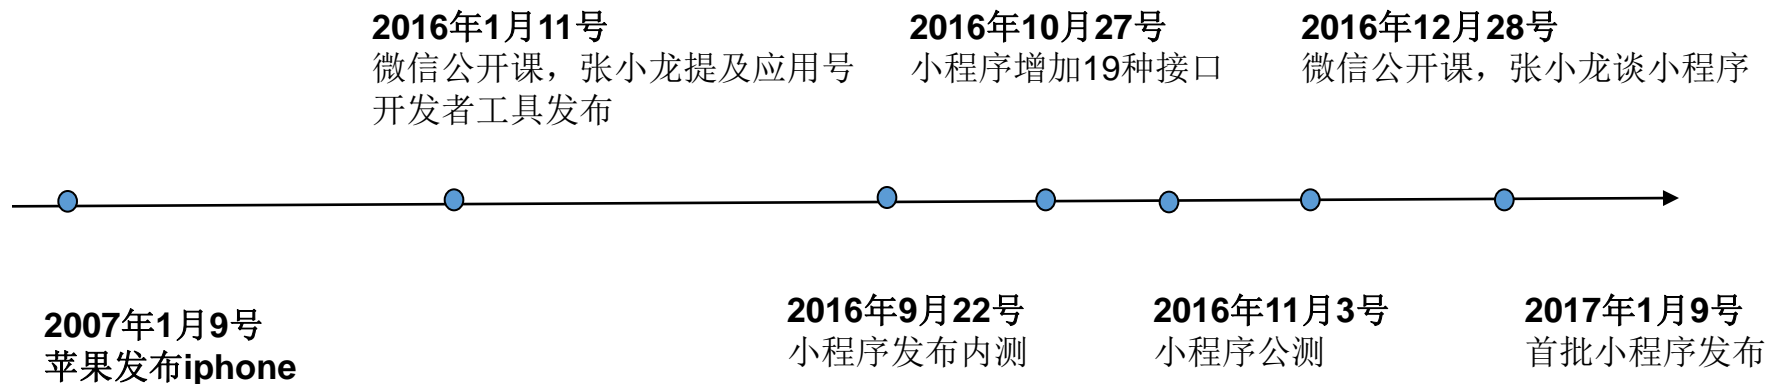 2016年1月11号
微信公开课，张小龙提及应用号
开发者工具发布
2016年10月27号
小程序增加19种接口
2016年12月28号
微信公开课，张小龙谈小程序
2007年1月9号
苹果发布iphone
2016年9月22号
小程序发布内测
2016年11月3号
小程序公测
2017年1月9号
首批小程序发布